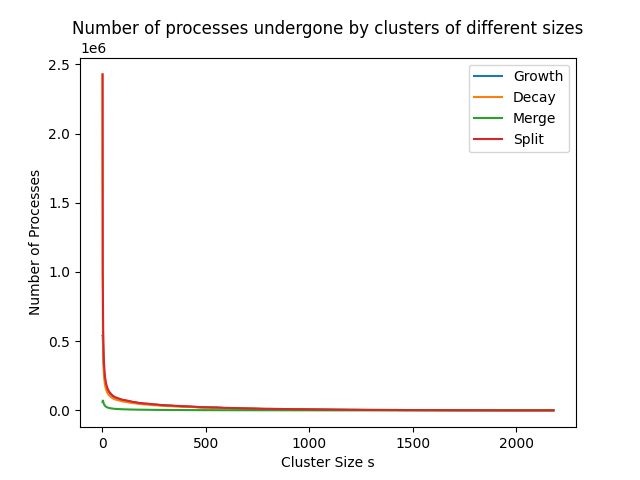 Number of processes undergone by clusters of different sizes
1e6
2.5
2.0
1.5
1.0
0.5
0.0
Number of Processes
Growth
Decay
Merge
Split
0
500
1000
1500
2000
Cluster Size s